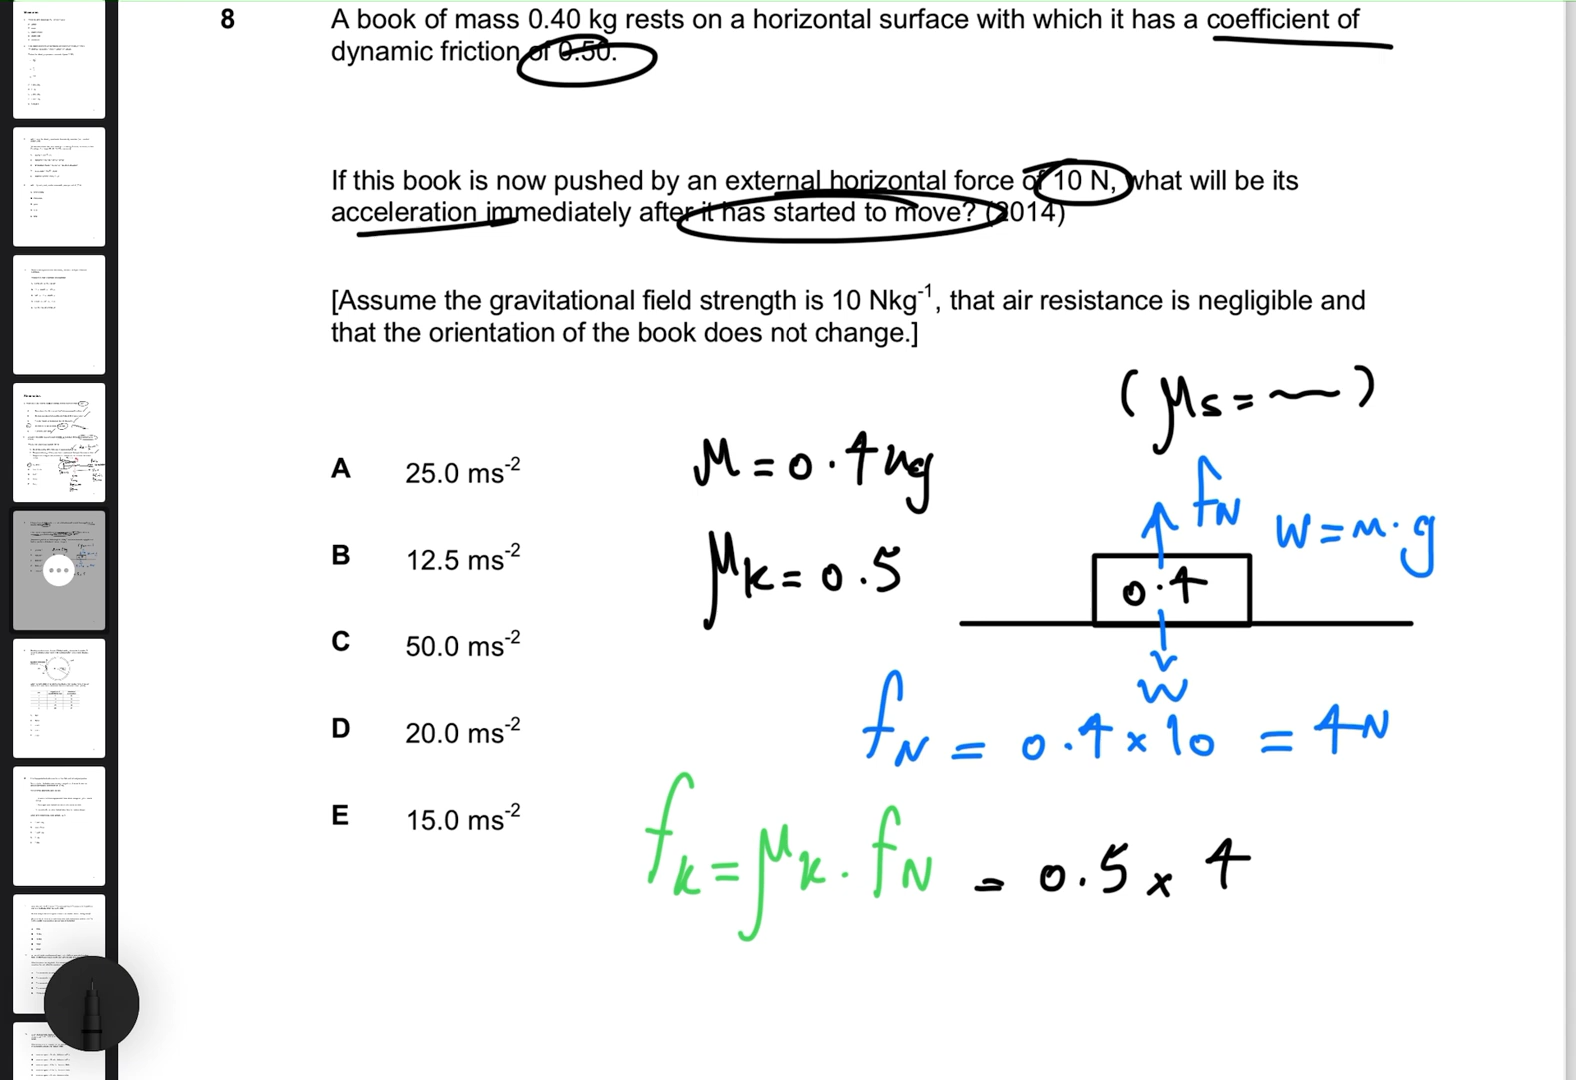 8 A book of mass 0.40 kg rests on a horizontal surface with which it has a coefficient of
dynamic friction of 0.50.
If this book is now pushed by an external horizontal force of 10 N, what will be its
acceleration immediately after it has started to move? (2014)
[Assume the gravitational field strength is 10 Nkg⁻¹, that air resistance is negligible and
that the orientation of the book does not change.]
(μs = ~)
A 25.0 ms⁻²
M = 0.4 kg
fN
W = m·g
B 12.5 ms⁻²
μk = 0.5
0.4
C 50.0 ms⁻²
W
D 20.0 ms⁻²
fN = 0.4 × 10 = 4N
E 15.0 ms⁻²
fk = μk · fN = 0.5 × 4